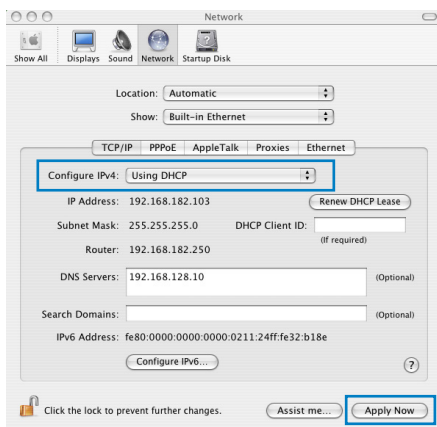 Network
Show All Displays Sound Network Startup Disk
Location: Automatic
Show: Built-in Ethernet
TCP/IP PPPoE AppleTalk Proxies Ethernet
Configure IPv4: Using DHCP
IP Address: 192.168.182.103 Renew DHCP Lease
Subnet Mask: 255.255.255.0 DHCP Client ID:
(If required)
Router: 192.168.182.250
DNS Servers: 192.168.128.10 (Optional)
Search Domains: (Optional)
IPv6 Address: fe80:0000:0000:0000:0211:24ff:fe32:b18e
Configure IPv6... ?
Click the lock to prevent further changes. Assist me... Apply Now